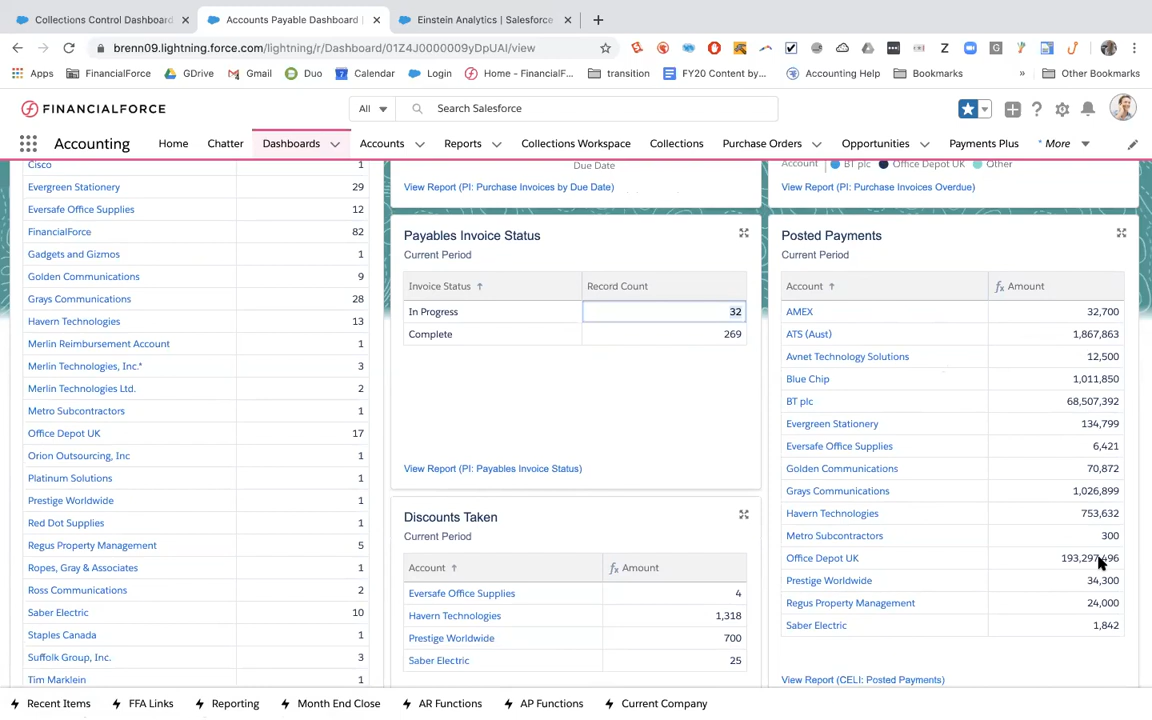 Collections Control Dashboard
Accounts Payable Dashboard
Einstein Analytics | Salesforce
brenn09.lightning.force.com/lightning/r/Dashboard/01Z4J0000009yDpUAI/view
Apps
FinancialForce
GDrive
Gmail
Duo
Calendar
Login
Home - FinancialF...
transition
FY20 Content by...
Accounting Help
Bookmarks
»
Other Bookmarks
FINANCIALFORCE
All
Search Salesforce
Accounting
Home
Chatter
Dashboards
Accounts
Reports
Collections Workspace
Collections
Purchase Orders
Opportunities
Payments Plus
* More
Cisco 1
Evergreen Stationery 29
Eversafe Office Supplies 12
FinancialForce 82
Gadgets and Gizmos 1
Golden Communications 9
Grays Communications 28
Havern Technologies 13
Merlin Reimbursement Account 1
Merlin Technologies, Inc.* 3
Merlin Technologies Ltd. 2
Metro Subcontractors 1
Office Depot UK 17
Orion Outsourcing, Inc 1
Platinum Solutions 1
Prestige Worldwide 1
Red Dot Supplies 1
Regus Property Management 5
Ropes, Gray & Associates 1
Ross Communications 2
Saber Electric 10
Staples Canada 1
Suffolk Group, Inc. 3
Tim Marklein 1
Due Date
View Report (PI: Purchase Invoices by Due Date)
Payables Invoice Status
Current Period
Invoice Status ↑ Record Count
In Progress 32
Complete 269
View Report (PI: Payables Invoice Status)
Discounts Taken
Current Period
Account ↑ fx Amount
Eversafe Office Supplies 4
Havern Technologies 1,318
Prestige Worldwide 700
Saber Electric 25
Account BT plc Office Depot UK Other
View Report (PI: Purchase Invoices Overdue)
Posted Payments
Current Period
Account ↑ fx Amount
AMEX 32,700
ATS (Aust) 1,867,863
Avnet Technology Solutions 12,500
Blue Chip 1,011,850
BT plc 68,507,392
Evergreen Stationery 134,799
Eversafe Office Supplies 6,421
Golden Communications 70,872
Grays Communications 1,026,899
Havern Technologies 753,632
Metro Subcontractors 300
Office Depot UK 193,297,496
Prestige Worldwide 34,300
Regus Property Management 24,000
Saber Electric 1,842
View Report (CELI: Posted Payments)
Recent Items
FFA Links
Reporting
Month End Close
AR Functions
AP Functions
Current Company